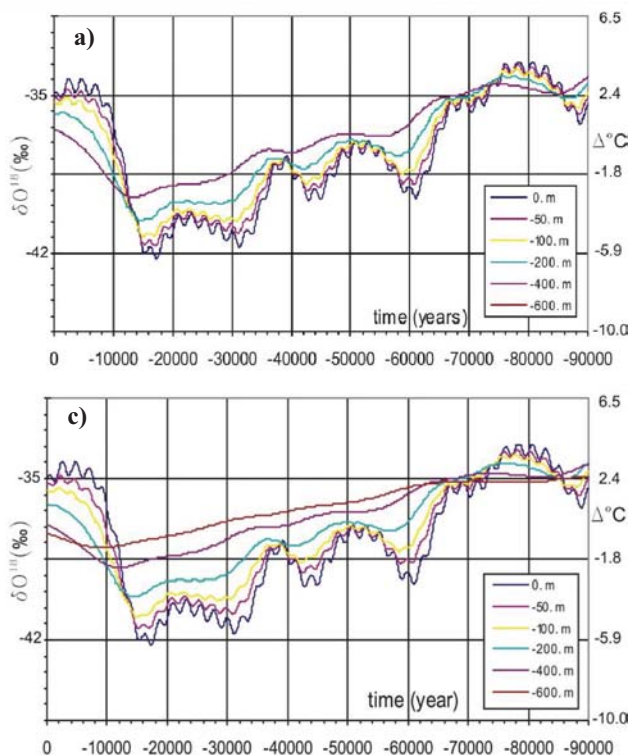 a)
6.5
-35
2.4
δO¹⁸(‰)
Δ°C
-1.8
0. m
-50. m
-100. m
-200. m
-400. m
-600. m
-42
-5.9
time (years)
-10.0
0 -10000 -20000 -30000 -40000 -50000 -60000 -70000 -80000 -90000
c)
6.5
-35
2.4
δO¹⁸(‰)
Δ°C
-1.8
0. m
-50. m
-100. m
-200. m
-400. m
-600. m
-42
-5.9
time (year)
-10.0
0 -10000 -20000 -30000 -40000 -50000 -60000 -70000 -80000 -90000